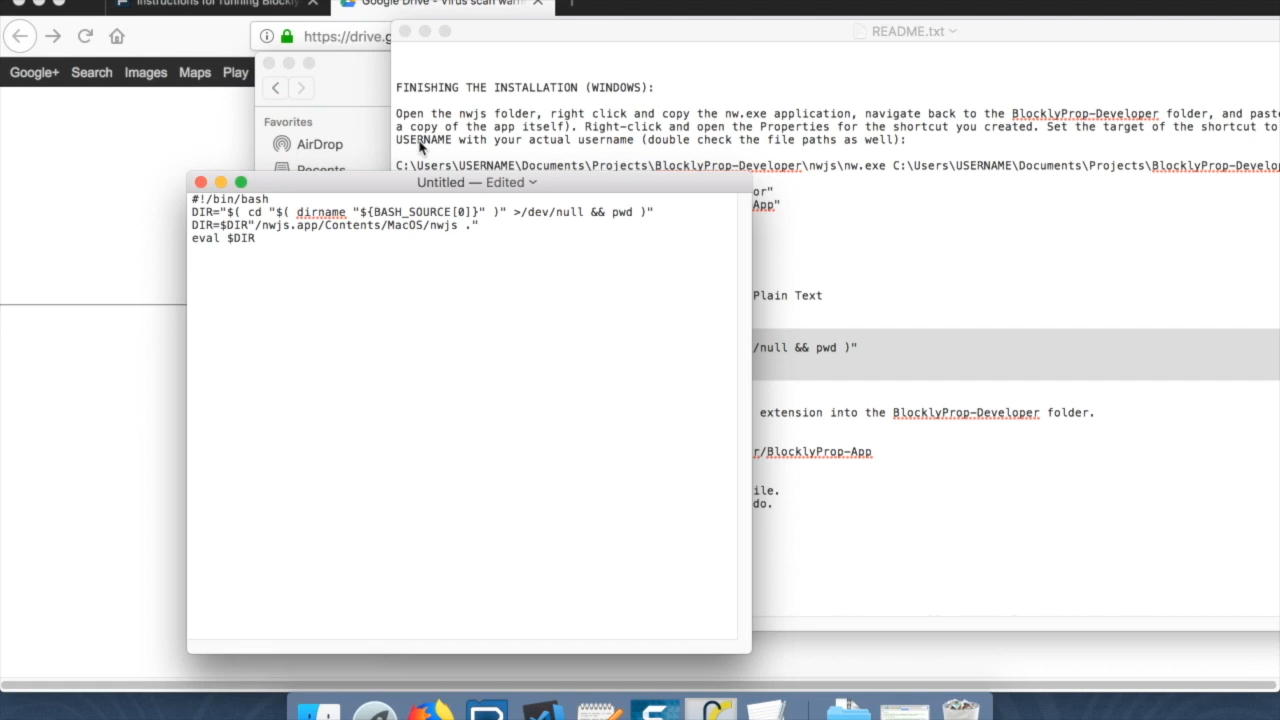 Instructions for running Blockly
Google Drive - Virus scan warn
https://drive.g
README.txt
Google+ Search Images Maps Play
FINISHING THE INSTALLATION (WINDOWS):
Open the nwjs folder, right click and copy the nw.exe application, navigate back to the BlocklyProp-Developer folder, and paste
a copy of the app itself). Right-click and open the Properties for the shortcut you created. Set the target of the shortcut to
USERNAME with your actual username (double check the file paths as well):
C:\Users\USERNAME\Documents\Projects\BlocklyProp-Developer\nwjs\nw.exe C:\Users\USERNAME\Documents\Projects\BlocklyProp-Develop
Favorites
AirDrop
Recents
Untitled — Edited
#!/bin/bash
DIR="$( cd "$( dirname "${BASH_SOURCE[0]}" )" >/dev/null && pwd )"
DIR=$DIR"/nwjs.app/Contents/MacOS/nwjs ."
eval $DIR
or"
App"
Plain Text
/null && pwd )"
extension into the BlocklyProp-Developer folder.
r/BlocklyProp-App
ile.
do.